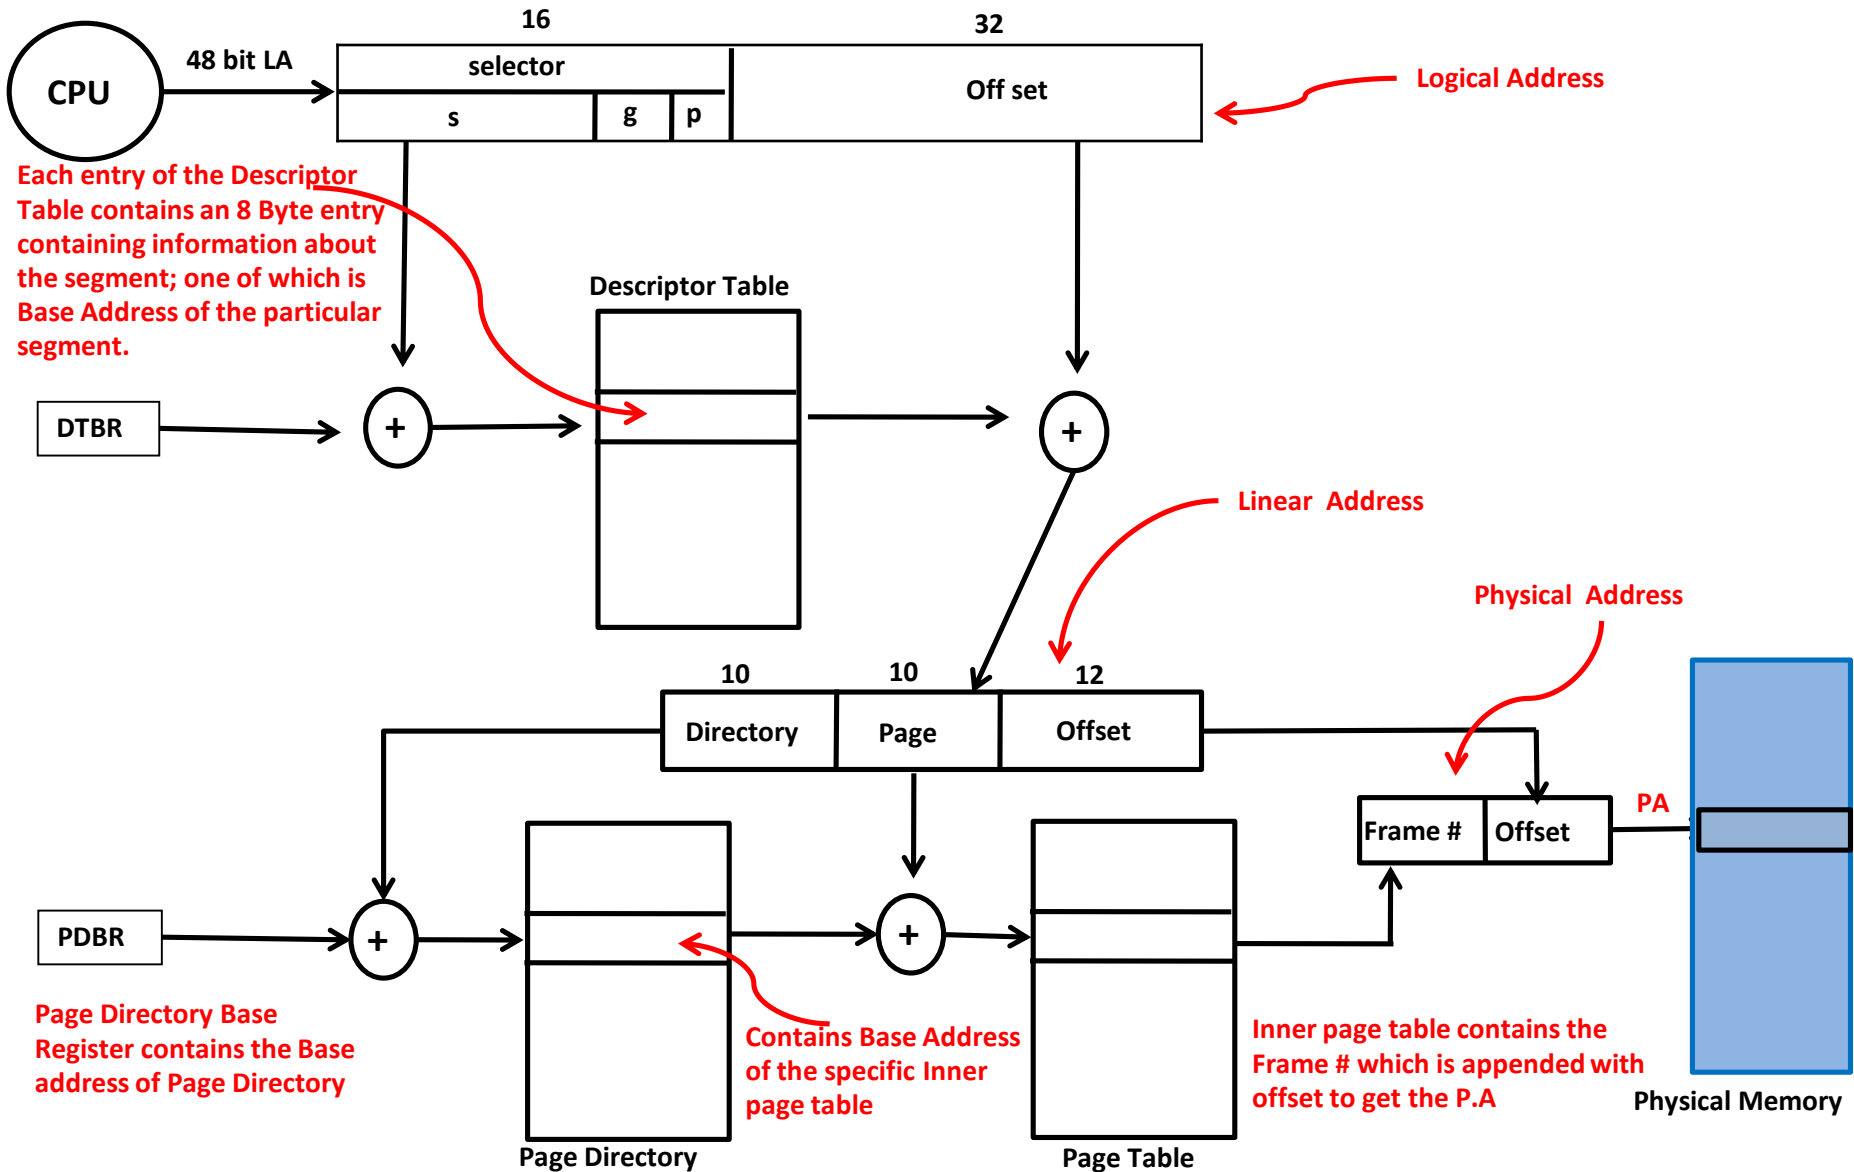 16
32
CPU
48 bit LA
selector
Off set
s
g
p
Logical Address
Each entry of the Descriptor
Table contains an 8 Byte entry
containing information about
the segment; one of which is
Base Address of the particular
segment.
Descriptor Table
DTBR
+
+
Linear Address
Physical Address
10
10
12
Directory
Page
Offset
PA
Frame #
Offset
PDBR
+
+
Page Directory Base
Register contains the Base
address of Page Directory
Contains Base Address
of the specific Inner
page table
Inner page table contains the
Frame # which is appended with
offset to get the P.A
Physical Memory
Page Directory
Page Table